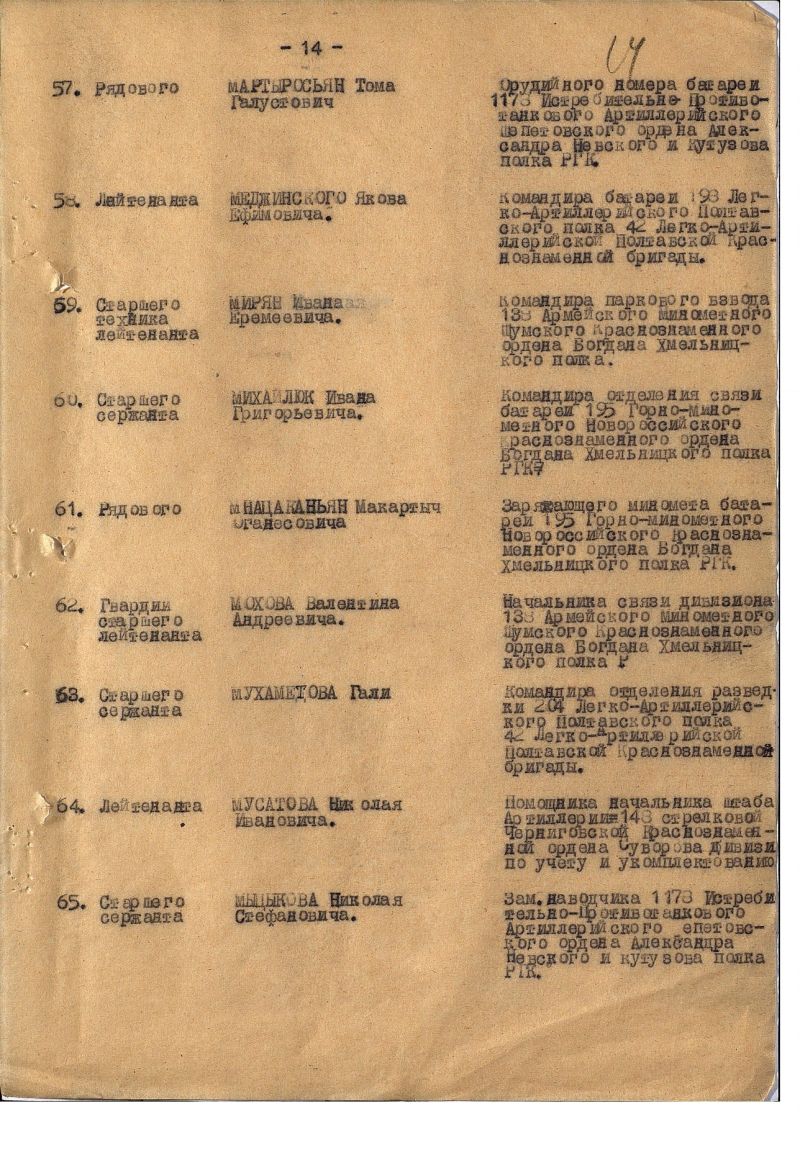 - 14 -
14
57. Рядового
МАРТЫРОСЬЯН Тома
Галустович
Орудийного номера батареи
1178 Истребительне-Противо-
танкового Артиллерийского
Шепетовского ордена Алек-
сандра Невского и Кутузова
полка РГК.
58. Лейтенанта
МЕДЖИНСКОГО Якова
Ефимовича.
Командира батареи 198 Лег-
ко-Артиллерийского Полтав-
ского полка 42 Легко-Арти-
ллерийской Полтавской Крас-
нознаменной бригады.
59. Старшего
техника
лейтенанта
МИРЯН Ивана
Еремеевича.
Командира паркового взвода
138 Армейского Минометного
Шумского Краснознаменного
ордена Богдана Хмельниц-
кого полка.
60. Старшего
сержанта
МИХАЙЛЮК Ивана
Григорьевича.
Командира отделения связи
батареи 195 Горно-мино-
метного Новороссийского
Краснознаменного ордена
Богдана Хмельницкого полка
РГК
61. Рядового
МНАЦАКАНЬЯН Макартыч
Оганесовича
Заряжающего миномета бата-
реи 195 Горно-минометного
Новороссийского Краснозна-
менного ордена Богдана
Хмельницкого полка РГК.
62. Гвардии
старшего
лейтенанта
МОХОВА Валентина
Андреевича.
Начальника связи дивизиона
138 Армейского Минометного
Шумского Краснознаменного
ордена Богдана Хмельниц-
кого полка Р
63. Старшего
сержанта
МУХАМЕТОВА Гали
Командира отделения развед-
ки 204 Легко-Артиллерийс-
кого Полтавского полка
42 Легко-Артиллерийской
Полтавской Краснознаменной
бригады.
64. Лейтенанта
МУСАТОВА Николая
Ивановича.
Помощника начальника штаба
Артиллерии 148 стрелковой
Черниговской Краснознамен-
ной ордена Суворова дивизи
по учету и укомплектованию
65. Старшего
сержанта
МЫЦЫКОВА Николая
Стефановича.
Зам.наводчика 1178 Истреби
тельно-Противотанкового
Артиллерийского епетовс-
кого ордена Александра
Невского и Кутузова полка
РГК.